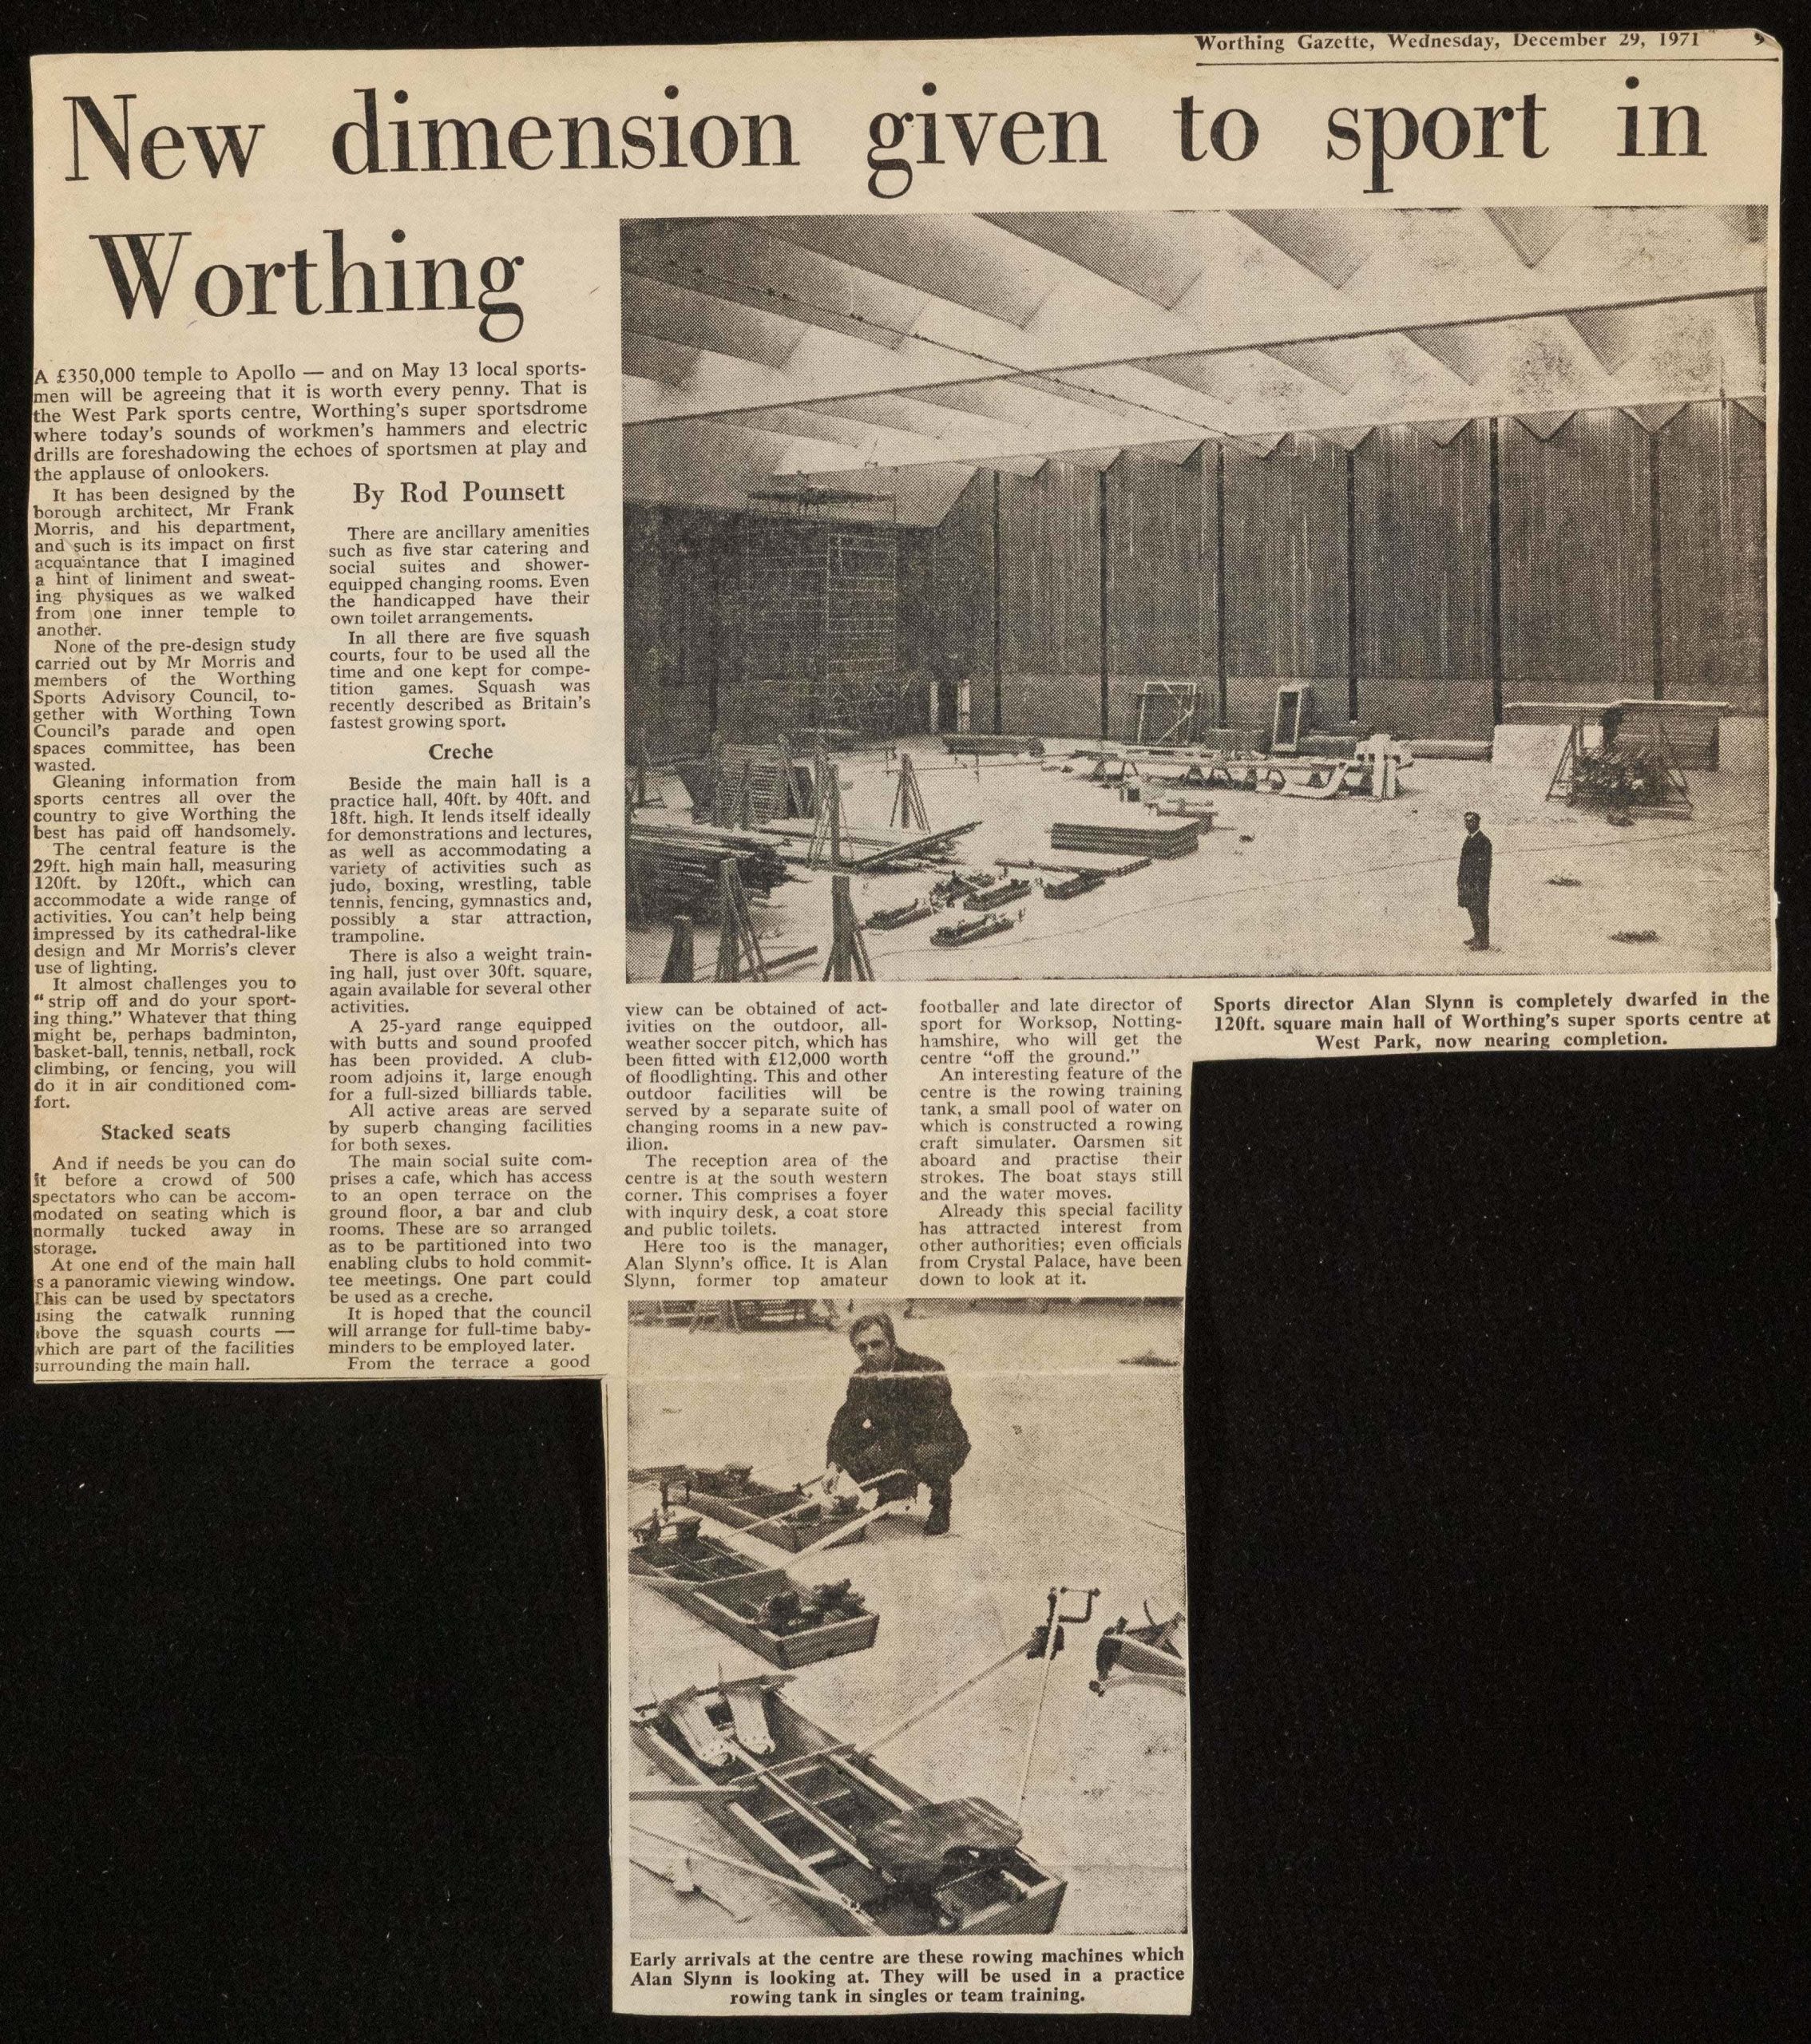 Worthing Gazette, Wednesday, December 29, 1971 9
New dimension given to sport in
Worthing
A £350,000 temple to Apollo — and on May 13 local sports-
men will be agreeing that it is worth every penny. That is
the West Park sports centre, Worthing's super sportsdrome
where today's sounds of workmen's hammers and electric
drills are foreshadowing the echoes of sportsmen at play and
the applause of onlookers.
It has been designed by the
borough architect, Mr Frank
Morris, and his department,
and such is its impact on first
acquaintance that I imagined
a hint of liniment and sweat-
ing physiques as we walked
from one inner temple to
another.
None of the pre-design study
carried out by Mr Morris and
members of the Worthing
Sports Advisory Council, to-
gether with Worthing Town
Council's parade and open
spaces committee, has been
wasted.
Gleaning information from
sports centres all over the
country to give Worthing the
best has paid off handsomely.
The central feature is the
29ft. high main hall, measuring
120ft. by 120ft., which can
accommodate a wide range of
activities. You can't help being
impressed by its cathedral-like
design and Mr Morris's clever
use of lighting.
It almost challenges you to
“ strip off and do your sport-
ing thing.” Whatever that thing
might be, perhaps badminton,
basket-ball, tennis, netball, rock
climbing, or fencing, you will
do it in air conditioned com-
fort.
Stacked seats
And if needs be you can do
it before a crowd of 500
spectators who can be accom-
modated on seating which is
normally tucked away in
storage.
At one end of the main hall
s a panoramic viewing window.
This can be used by spectators
using the catwalk running
above the squash courts —
which are part of the facilities
surrounding the main hall.
By Rod Pounsett
There are ancillary amenities
such as five star catering and
social suites and shower-
equipped changing rooms. Even
the handicapped have their
own toilet arrangements.
In all there are five squash
courts, four to be used all the
time and one kept for compe-
tition games. Squash was
recently described as Britain's
fastest growing sport.
Creche
Beside the main hall is a
practice hall, 40ft. by 40ft. and
18ft. high. It lends itself ideally
for demonstrations and lectures,
as well as accommodating a
variety of activities such as
judo, boxing, wrestling, table
tennis, fencing, gymnastics and,
possibly a star attraction,
trampoline.
There is also a weight train-
ing hall, just over 30ft. square,
again available for several other
activities.
A 25-yard range equipped
with butts and sound proofed
has been provided. A club-
room adjoins it, large enough
for a full-sized billiards table.
All active areas are served
by superb changing facilities
for both sexes.
The main social suite com-
prises a cafe, which has access
to an open terrace on the
ground floor, a bar and club
rooms. These are so arranged
as to be partitioned into two
enabling clubs to hold commit-
tee meetings. One part could
be used as a creche.
It is hoped that the council
will arrange for full-time baby-
minders to be employed later.
From the terrace a good
view can be obtained of act-
ivities on the outdoor, all-
weather soccer pitch, which has
been fitted with £12,000 worth
of floodlighting. This and other
outdoor facilities will be
served by a separate suite of
changing rooms in a new pav-
ilion.
The reception area of the
centre is at the south western
corner. This comprises a foyer
with inquiry desk, a coat store
and public toilets.
Here too is the manager,
Alan Slynn's office. It is Alan
Slynn, former top amateur
footballer and late director of
sport for Worksop, Notting-
hamshire, who will get the
centre “off the ground.”
An interesting feature of the
centre is the rowing training
tank, a small pool of water on
which is constructed a rowing
craft simulater. Oarsmen sit
aboard and practise their
strokes. The boat stays still
and the water moves.
Already this special facility
has attracted interest from
other authorities; even officials
from Crystal Palace, have been
down to look at it.
Sports director Alan Slynn is completely dwarfed in the
120ft. square main hall of Worthing's super sports centre at
West Park, now nearing completion.
Early arrivals at the centre are these rowing machines which
Alan Slynn is looking at. They will be used in a practice
rowing tank in singles or team training.